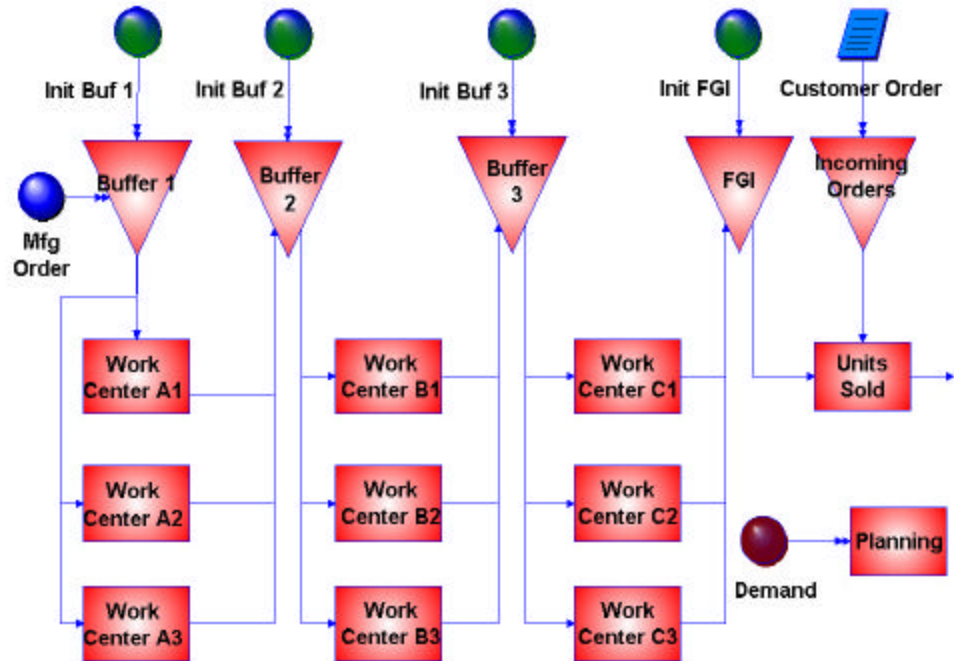 Init Buf 1
Init Buf 2
Init Buf 3
Init FGI
Customer Order
Buffer 1
Buffer
2
Buffer
3
FGI
Incoming
Orders
Mfg
Order
Work
Center A1
Work
Center B1
Work
Center C1
Units
Sold
Work
Center A2
Work
Center B2
Work
Center C2
Demand
Planning
Work
Center A3
Work
Center B3
Work
Center C3